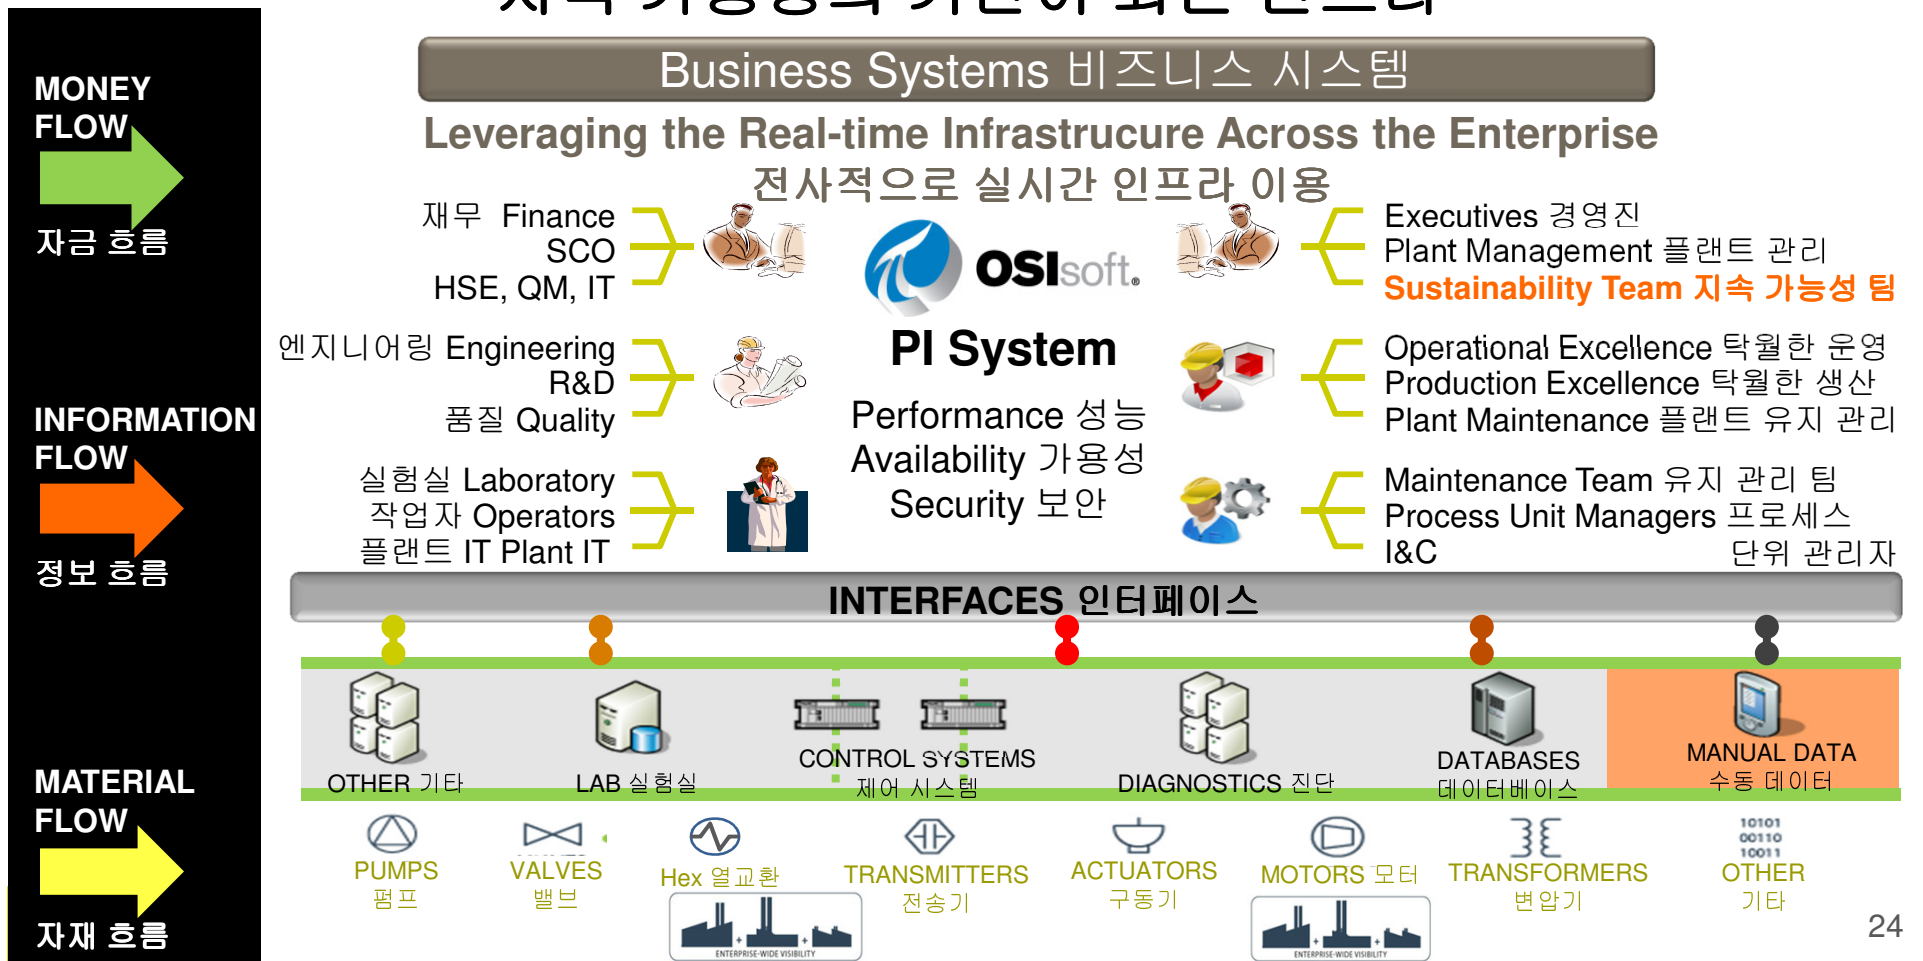 Business Systems 비즈니스 시스템
Leveraging the Real-time Infrastrucure Across the Enterprise
전사적으로 실시간 인프라 이용
MONEY
FLOW
자금 흐름
INFORMATION
FLOW
정보 흐름
MATERIAL
FLOW
자재 흐름
재무 Finance
SCO
HSE, QM, IT
엔지니어링 Engineering
R&D
품질 Quality
실험실 Laboratory
작업자 Operators
플랜트 IT Plant IT
OSIsoft®
PI System
Performance 성능
Availability 가용성
Security 보안
Executives 경영진
Plant Management 플랜트 관리
Sustainability Team 지속 가능성 팀
Operational Excellence 탁월한 운영
Production Excellence 탁월한 생산
Plant Maintenance 플랜트 유지 관리
Maintenance Team 유지 관리 팀
Process Unit Managers 프로세스
I&C 단위 관리자
INTERFACES 인터페이스
OTHER 기타
LAB 실험실
CONTROL SYSTEMS
제어 시스템
DIAGNOSTICS 진단
DATABASES
데이터베이스
MANUAL DATA
수동 데이터
PUMPS
펌프
VALVES
밸브
Hex 열교환
TRANSMITTERS
전송기
ACTUATORS
구동기
MOTORS 모터
TRANSFORMERS
변압기
10101
00110
10011
OTHER
기타
ENTERPRISE-WIDE VISIBILITY
ENTERPRISE-WIDE VISIBILITY
24